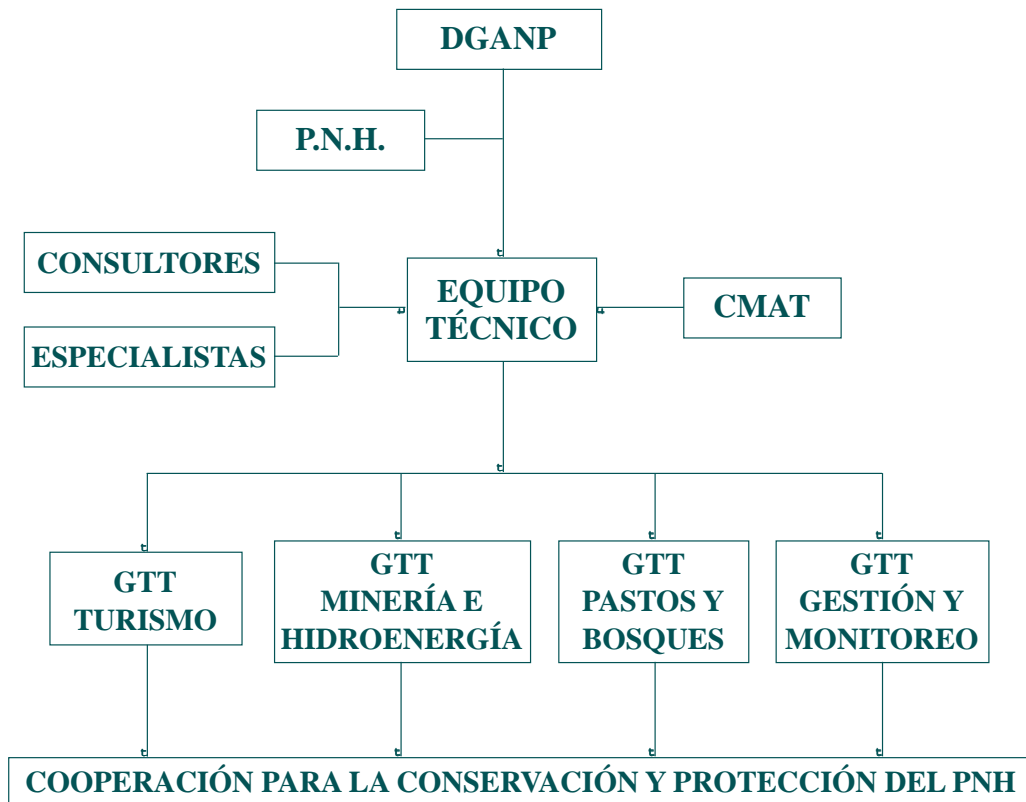 DGANP
P.N.H.
CONSULTORES
ESPECIALISTAS
EQUIPO
TÉCNICO
CMAT
GTT
TURISMO
GTT
MINERÍA E
HIDROENERGÍA
GTT
PASTOS Y
BOSQUES
GTT
GESTIÓN Y
MONITOREO
COOPERACIÓN PARA LA CONSERVACIÓN Y PROTECCIÓN DEL PNH